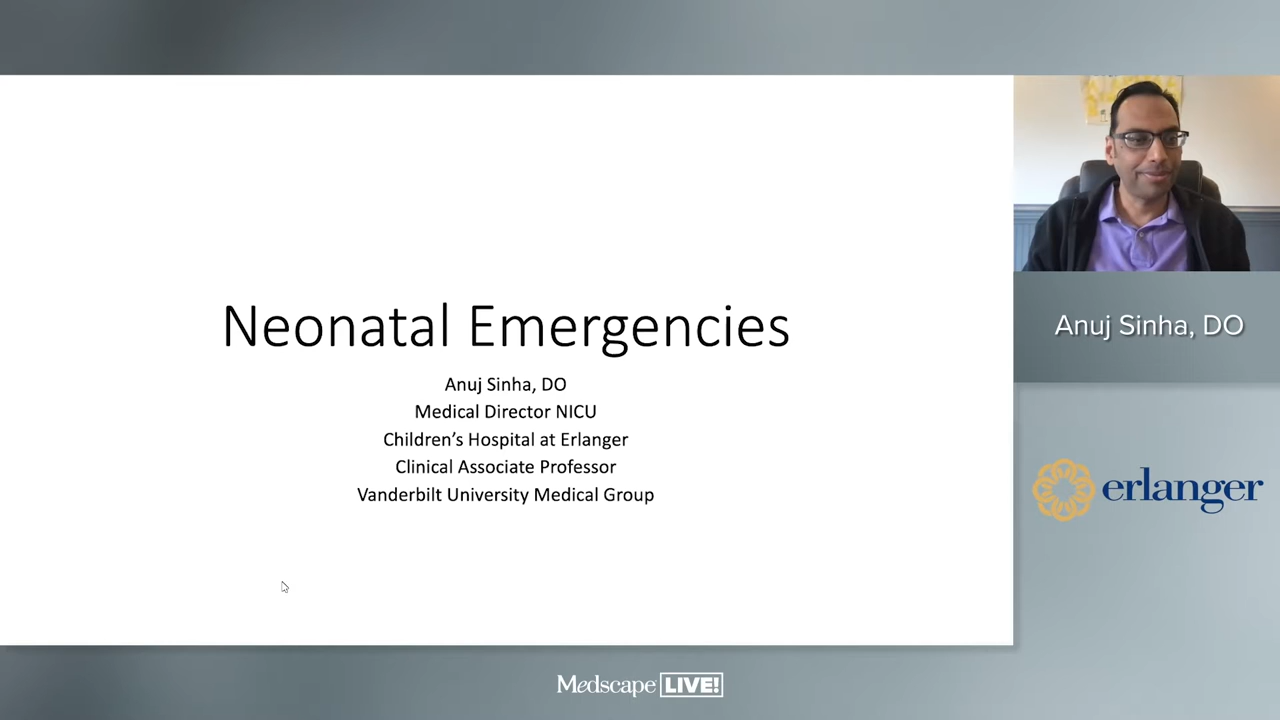 Neonatal Emergencies
Anuj Sinha, DO
Medical Director NICU
Children’s Hospital at Erlanger
Clinical Associate Professor
Vanderbilt University Medical Group
Anuj Sinha, DO
erlanger
Medscape LIVE!